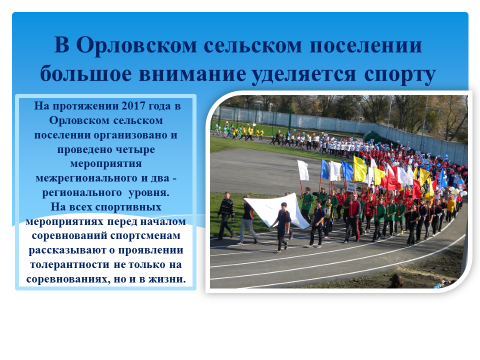 В Орловском сельском поселении
большое внимание уделяется спорту
На протяжении 2017 года в
Орловском сельском
поселении организовано и
проведено четыре
мероприятия
межрегионального и два -
регионального уровня.
На всех спортивных
мероприятиях перед началом
соревнований спортсменам
рассказывают о проявлении
толерантности не только на
соревнованиях, но и в жизни.